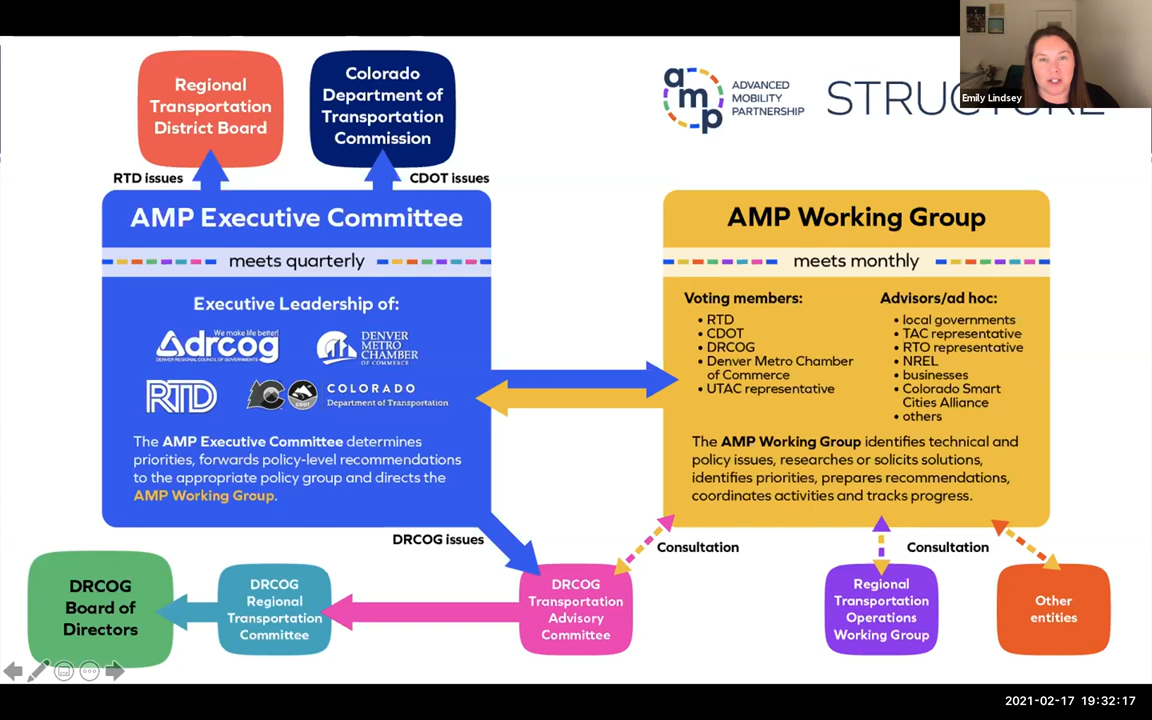 Regional
Transportation
District Board
Colorado
Department of
Transportation
Commission
amp
ADVANCED
MOBILITY
PARTNERSHIP
STRUCTURE
Emily Lindsey
RTD issues
CDOT issues
AMP Executive Committee
meets quarterly
Executive Leadership of:
We make life better!
drcog
DENVER REGIONAL COUNCIL OF GOVERNMENTS
DENVER
METRO
CHAMBER
OF COMMERCE
RTD
CDOT
COLORADO
Department of Transportation
The AMP Executive Committee determines
priorities, forwards policy-level recommendations
to the appropriate policy group and directs the
AMP Working Group.
AMP Working Group
meets monthly
Voting members:
• RTD
• CDOT
• DRCOG
• Denver Metro Chamber
of Commerce
• UTAC representative
Advisors/ad hoc:
• local governments
• TAC representative
• RTO representative
• NREL
• businesses
• Colorado Smart
Cities Alliance
• others
The AMP Working Group identifies technical and
policy issues, researches or solicits solutions,
identifies priorities, prepares recommendations,
coordinates activities and tracks progress.
DRCOG issues
Consultation
Consultation
DRCOG
Board of
Directors
DRCOG
Regional
Transportation
Committee
DRCOG
Transportation
Advisory
Committee
Regional
Transportation
Operations
Working Group
Other
entities
2021-02-17 19:32:17